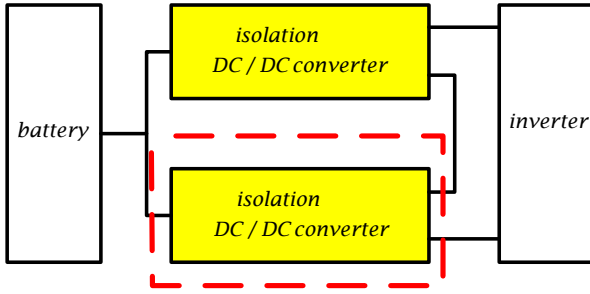 isolation
DC / DC converter
battery
inverter
isolation
DC / DC converter